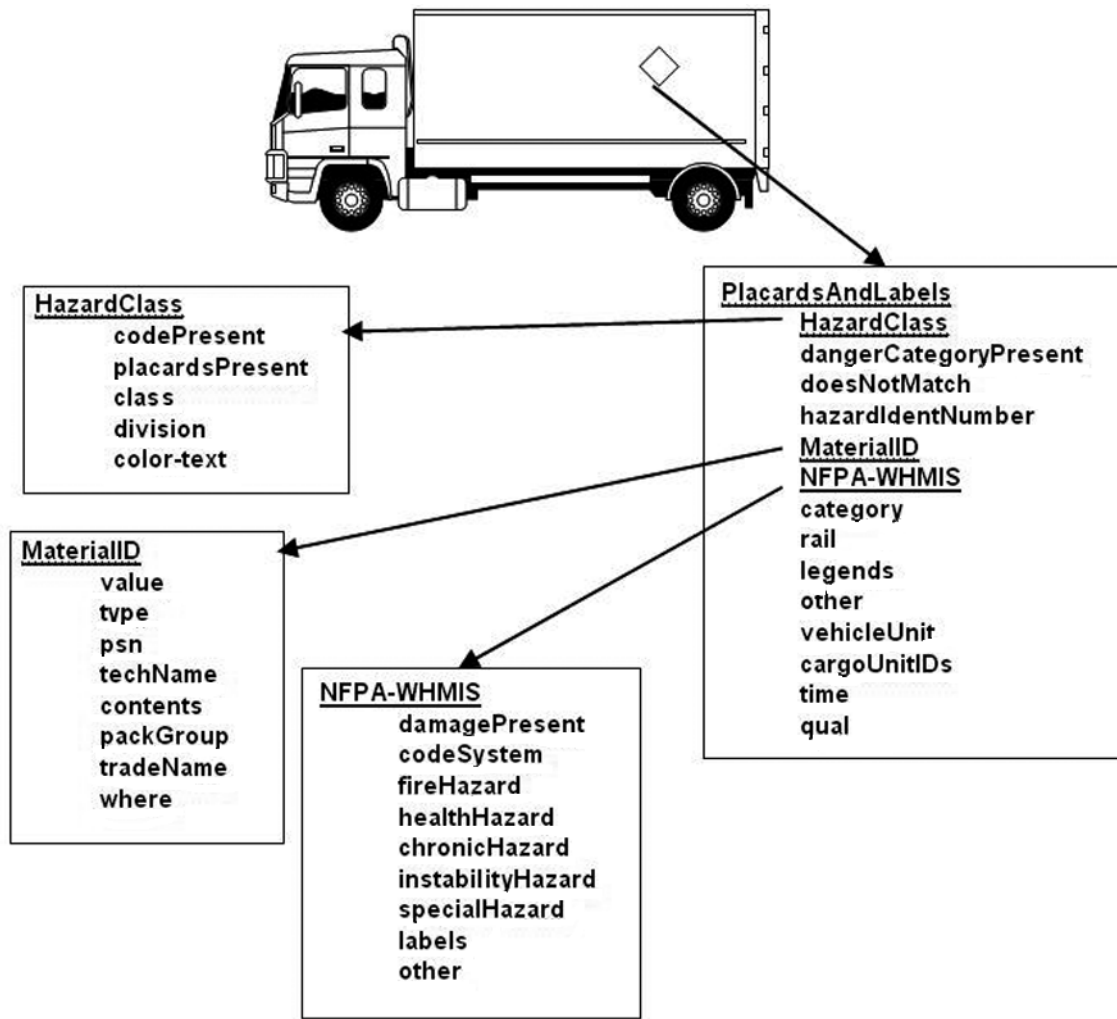 PlacardsAndLabels
HazardClass
dangerCategoryPresent
doesNotMatch
hazardIdentNumber
MaterialID
NFPA-WHMIS
category
rail
legends
other
vehicleUnit
cargoUnitIDs
time
qual
HazardClass
codePresent
placardsPresent
class
division
color-text
MaterialID
value
type
psn
techName
contents
packGroup
tradeName
where
NFPA-WHMIS
damagePresent
codeSystem
fireHazard
healthHazard
chronicHazard
instabilityHazard
specialHazard
labels
other